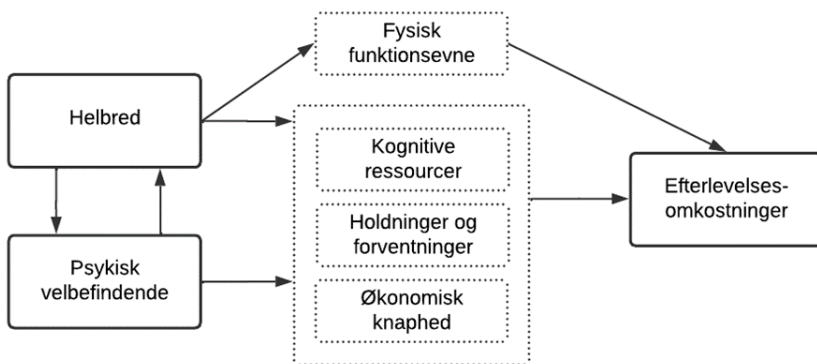 Fysisk
funktionsevne
Helbred
Kognitive
ressourcer
Holdninger og
forventninger
Økonomisk
knaphed
Psykisk
velbefindende
Efterlevelses-
omkostninger